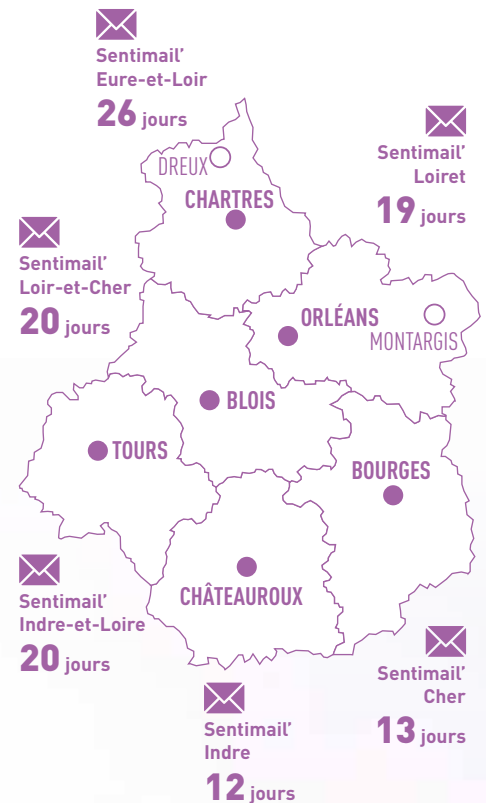 Sentimail’
Eure-et-Loir
26 jours
Sentimail’
Loiret
19 jours
DREUX
CHARTRES
Sentimail’
Loir-et-Cher
20 jours
ORLÉANS
MONTARGIS
BLOIS
TOURS
BOURGES
CHÂTEAUROUX
Sentimail’
Indre-et-Loire
20 jours
Sentimail’
Cher
13 jours
Sentimail’
Indre
12 jours